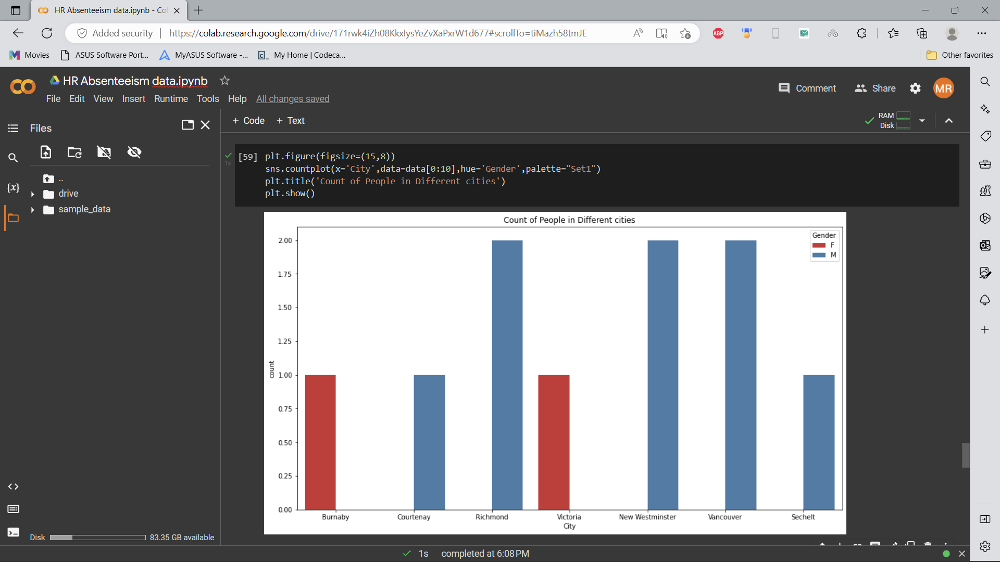 HR Absenteeism data.ipynb - Co
Added security
https://colab.research.google.com/drive/171rwk4iZh08KkxIysYeZvXaPxrW1d677#scrollTo=tiMazh58tmJE
ABP
Movies
ASUS Software Port...
MyASUS Software -...
My Home | Codeca...
Other favorites
HR Absenteeism data.ipynb
File Edit View Insert Runtime Tools Help All changes saved
Comment
Share
MR
Files
+ Code + Text
RAM
Disk
..
drive
sample_data
{x}
1s
[59] plt.figure(figsize=(15,8))
sns.countplot(x='City',data=data[0:10],hue='Gender',palette="Set1")
plt.title('Count of People in Different cities')
plt.show()
Count of People in Different cities
Gender
F
M
2.00
1.75
1.50
1.25
1.00
0.75
0.50
0.25
0.00
count
Burnaby Courtenay Richmond Victoria New Westminster Vancouver Sechelt
City
Disk 83.35 GB available
1s completed at 6:08 PM